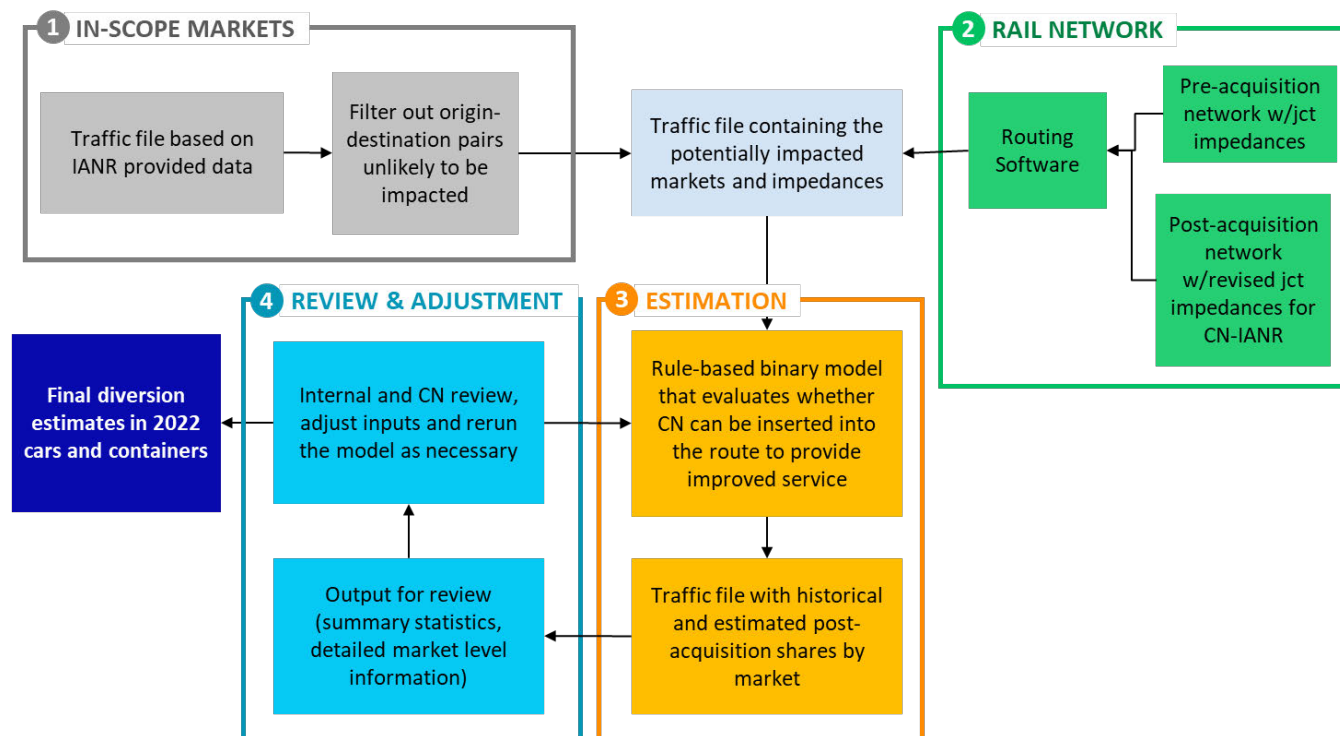 1 IN-SCOPE MARKETS
Traffic file based on
IANR provided data
Filter out origin-
destination pairs
unlikely to be
impacted
Traffic file containing the
potentially impacted
markets and impedances
2 RAIL NETWORK
Routing
Software
Pre-acquisition
network w/jct
impedances
Post-acquisition
network
w/revised jct
impedances for
CN-IANR
3 ESTIMATION
Rule-based binary model
that evaluates whether
CN can be inserted into
the route to provide
improved service
Traffic file with historical
and estimated post-
acquisition shares by
market
4 REVIEW & ADJUSTMENT
Internal and CN review,
adjust inputs and rerun
the model as necessary
Output for review
(summary statistics,
detailed market level
information)
Final diversion
estimates in 2022
cars and containers